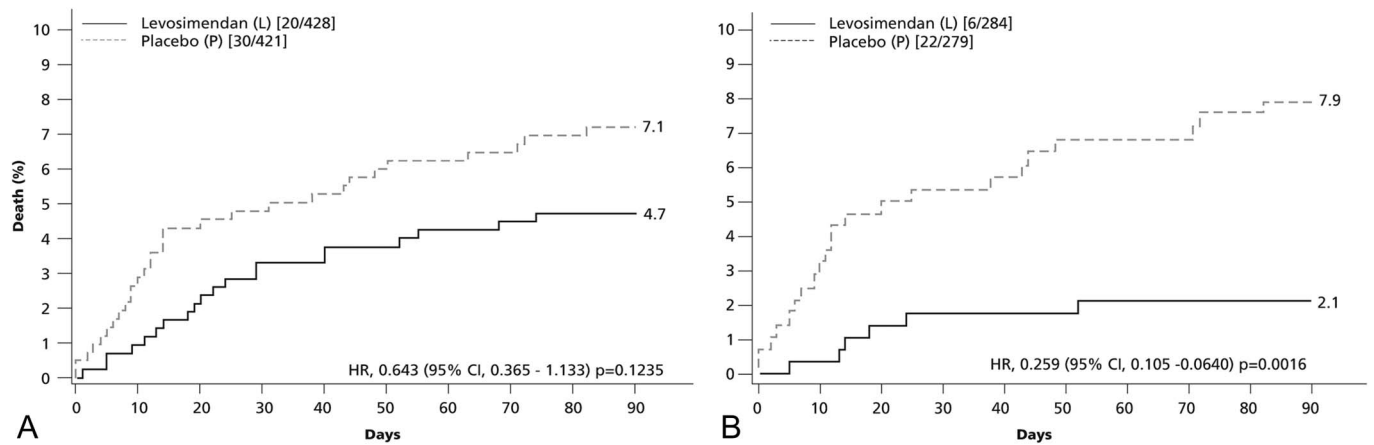 Levosimendan (L) [20/428]
Placebo (P) [30/421]
10
9
8
7
6
5
4
3
2
1
0
Death (%)
7.1
4.7
HR, 0.643 (95% CI, 0.365 - 1.133) p=0.1235
0 10 20 30 40 50 60 70 80 90
Days
A
Levosimendan (L) [6/284]
Placebo (P) [22/279]
10
9
8
7
6
5
4
3
2
1
0
7.9
2.1
HR, 0.259 (95% CI, 0.105 -0.0640) p=0.0016
0 10 20 30 40 50 60 70 80 90
Days
B